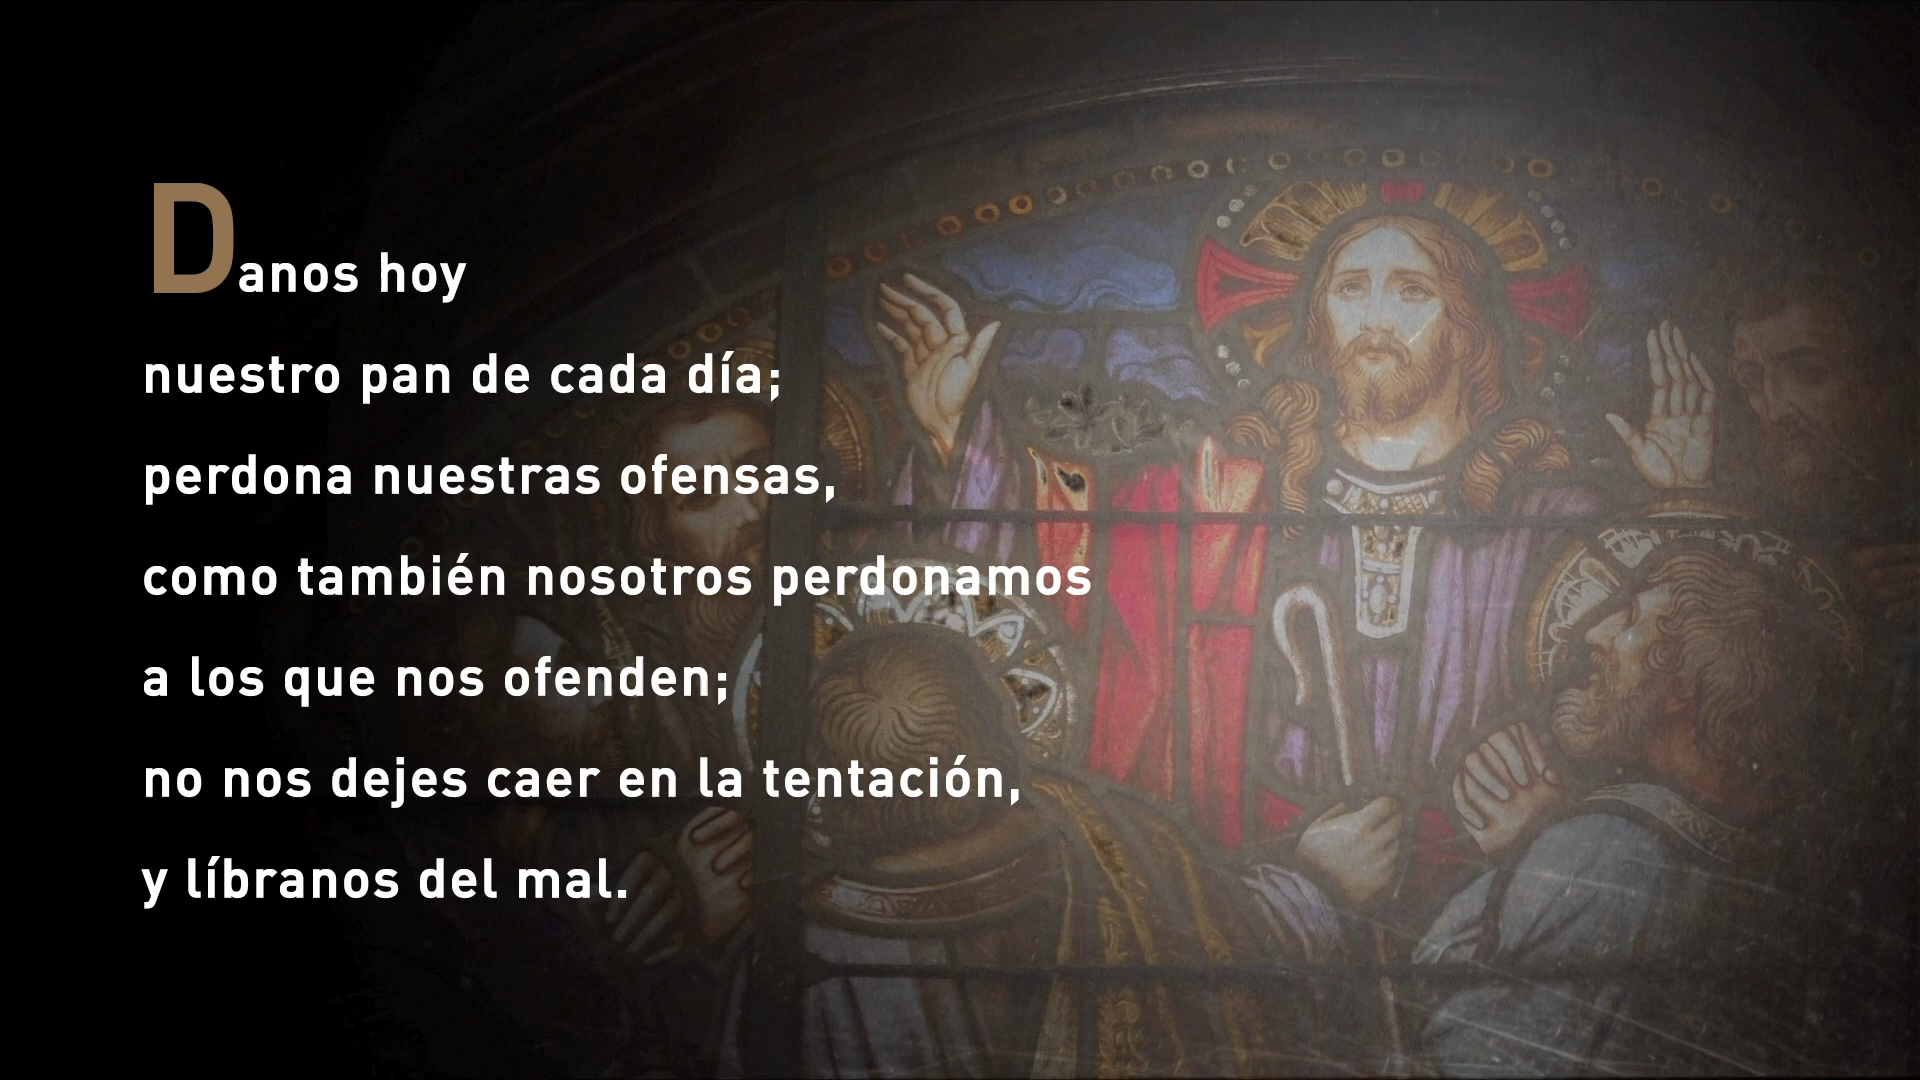 Danos hoy
nuestro pan de cada día;
perdona nuestras ofensas,
como también nosotros perdonamos
a los que nos ofenden;
no nos dejes caer en la tentación,
y líbranos del mal.